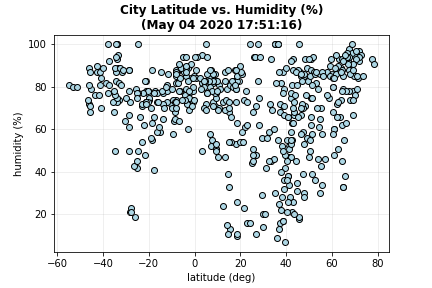 City Latitude vs. Humidity (%)
(May 04 2020 17:51:16)
100
80
60
40
20
humidity (%)
−60 −40 −20 0 20 40 60 80
latitude (deg)